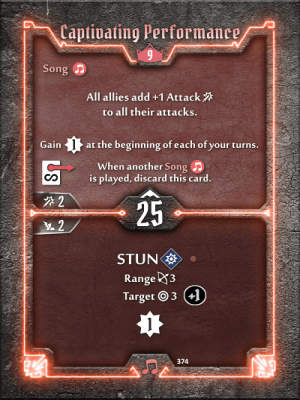 Captivating Performance
9
Song
All allies add +1 Attack
to all their attacks.
Gain 1 at the beginning of each of your turns.
When another Song
is played, discard this card.
2
25
2
STUN
Range 3
Target 3 +1
1
374